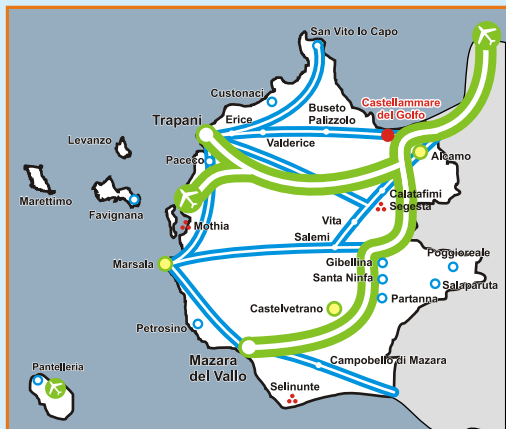 San Vito lo Capo
Custonaci
Buseto
Palizzolo
Castellammare
del Golfo
Trapani
Erice
Valderice
Levanzo
Paceco
Alcamo
Marettimo
Favignana
Calatafimi
Segesta
Mothia
Vita
Salemi
Marsala
Gibellina
Poggioreale
Santa Ninfa
Salaparuta
Partanna
Castelvetrano
Petrosino
Mazara
del Vallo
Campobello di Mazara
Pantelleria
Selinunte